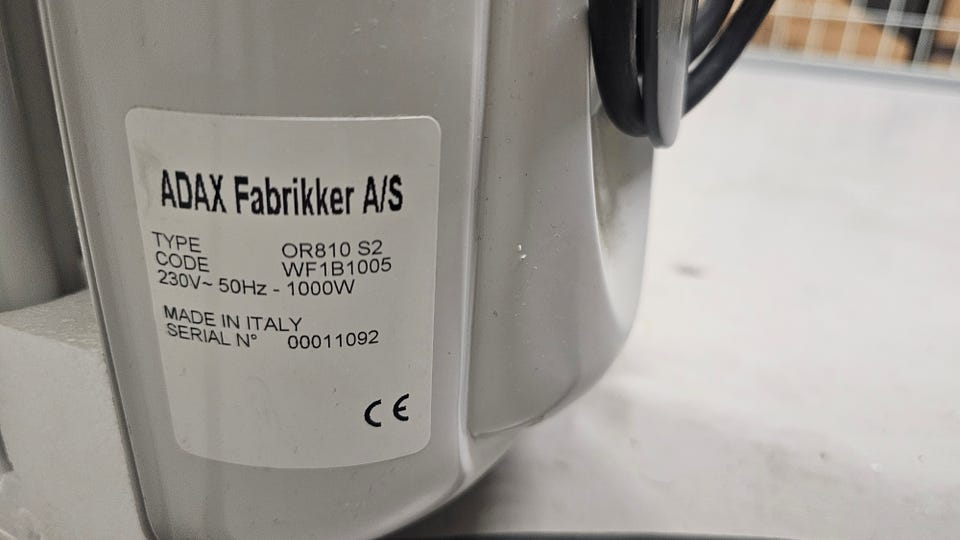 ADAX Fabrikker A/S
TYPE OR810 S2
CODE WF1B1005
230V~ 50Hz - 1000W
MADE IN ITALY
SERIAL N° 00011092
CE